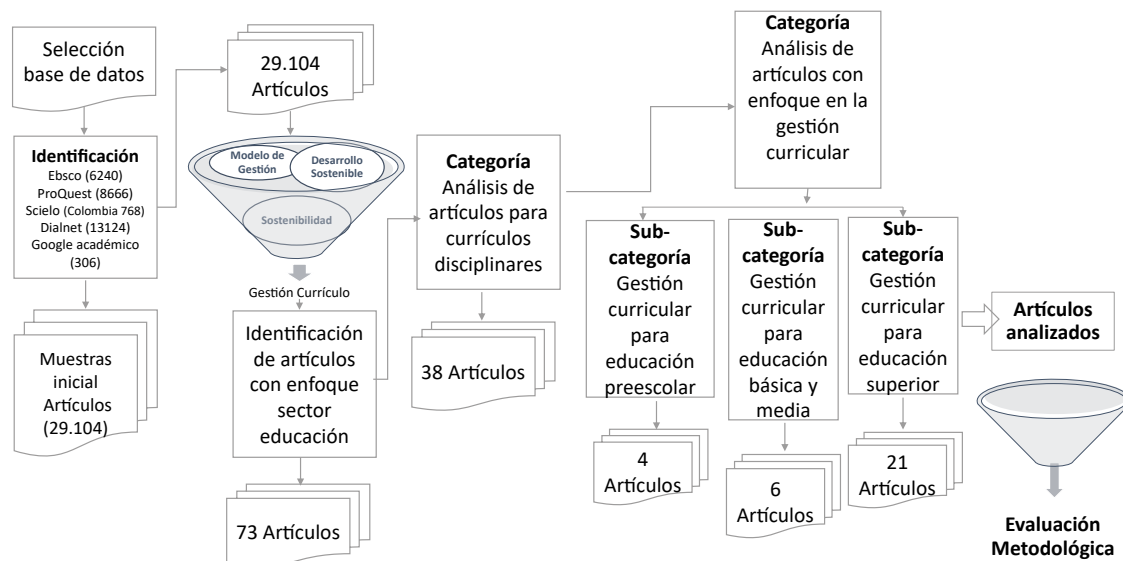 Selección
base de datos
Identificación
Ebsco (6240)
ProQuest (8666)
Scielo (Colombia 768)
Dialnet (13124)
Google académico
(306)
Muestras
inicial
Artículos
(29.104)
29.104
Artículos
Modelo de
Gestión
Desarrollo
Sostenible
Sostenibilidad
Gestión Currículo
Identificación
de artículos
con enfoque
sector
educación
73 Artículos
Categoría
Análisis de
artículos para
currículos
disciplinares
38 Artículos
Categoría
Análisis de
artículos con
enfoque en la
gestión
curricular
Sub-
categoría
Gestión
curricular
para
educación
preescolar
4
Artículos
Sub-
categoría
Gestión
curricular
para
educación
básica y
media
6
Artículos
Sub-
categoría
Gestión
curricular
para
educación
superior
21
Artículos
Artículos
analizados
Evaluación
Metodológica